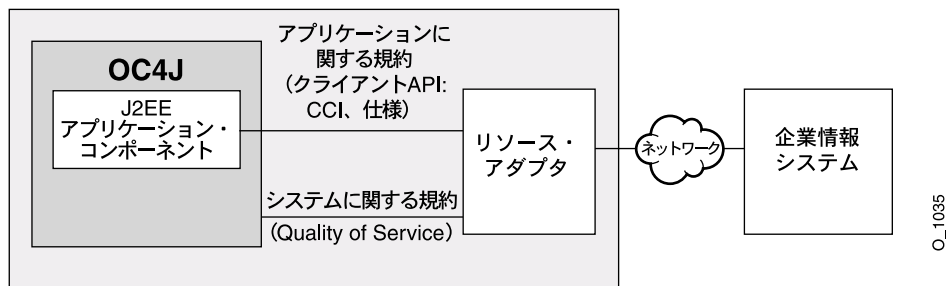 OC4J
J2EE
アプリケーション・
コンポーネント
アプリケーションに
関する規約
(クライアントAPI:
CCI、仕様)
システムに関する規約
(Quality of Service)
リソース・
アダプタ
ネットワーク
企業情報
システム
O_1035